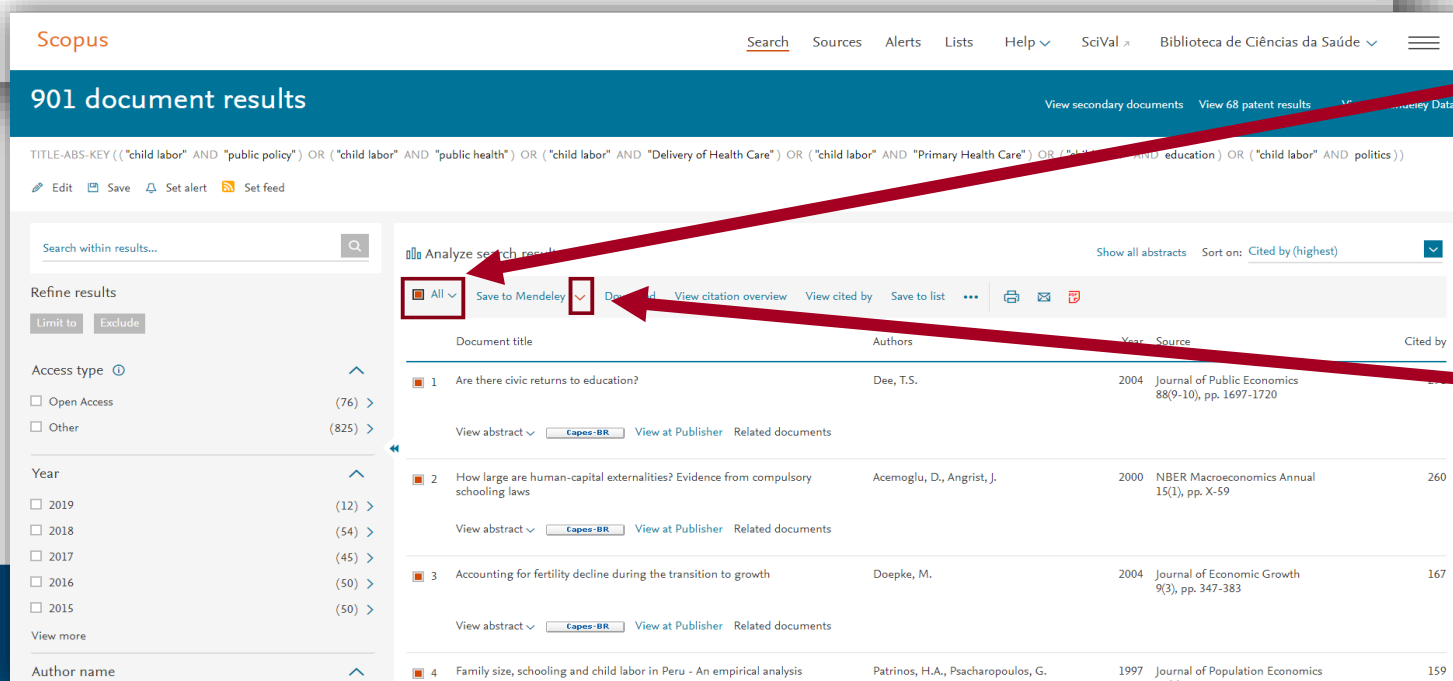 Scopus
Search Sources Alerts Lists Help SciVal Biblioteca de Ciências da Saúde
901 document results
View secondary documents View 68 patent results Data
TITLE-ABS-KEY (("child labor" AND "public policy") OR ("child labor" AND "public health") OR ("child labor" AND "Delivery of Health Care") OR ("child labor" AND "Primary Health Care") OR education) OR ("child labor" AND politics))
Edit Save Set alert Set feed
Search within results...
Analyze search results
Show all abstracts Sort on: Cited by (highest)
Refine results
Limit to Exclude
All Save to Mendeley View citation overview View cited by Save to list ...
Document title Authors Year Source Cited by
Access type
Open Access (76)
Other (825)
Year
2019 (12)
2018 (54)
2017 (45)
2016 (50)
2015 (50)
View more
Author name
1 Are there civic returns to education? Dee, T.S. 2004 Journal of Public Economics
88(9-10), pp. 1697-1720
View abstract Capes-BR View at Publisher Related documents
2 How large are human-capital externalities? Evidence from compulsory Acemoglu, D., Angrist, J. 2000 NBER Macroeconomics Annual 260
schooling laws 15(1), pp. X-59
View abstract Capes-BR View at Publisher Related documents
3 Accounting for fertility decline during the transition to growth Doepke, M. 2004 Journal of Economic Growth 167
9(3), pp. 347-383
View abstract Capes-BR View at Publisher Related documents
4 Family size, schooling and child labor in Peru - An empirical analysis Patrinos, H.A., Psacharopoulos, G. 1997 Journal of Population Economics 159